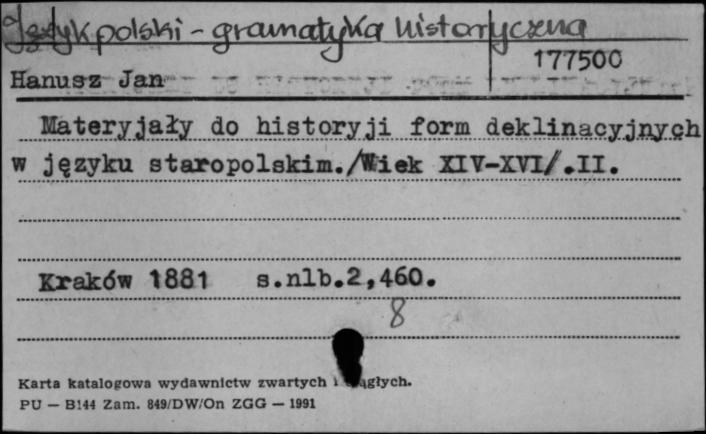 Język polski - gramatyka historyczna
177500
Hanusz Jan
Materyjały do historyji form deklinacyjnych
w języku staropolskim./Wiek XIV-XVI/.II.
Kraków 1881 s.nlb.2,460.
8
Karta katalogowa wydawnictw zwartych i
PU — B144 Zam. 849/DW/On ZGG — 1991